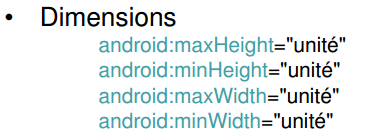 • Dimensions
android:maxHeight="unité"
android:minHeight="unité"
android:maxWidth="unité"
android:minWidth="unité"